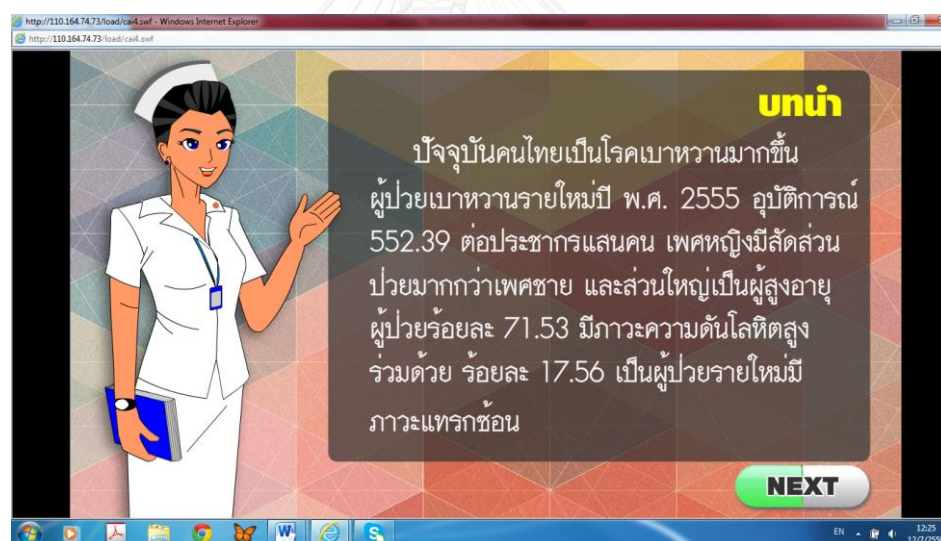 http://110.164.74.73/load/cai4.swf - Windows Internet Explorer
http://110.164.74.73/load/cai4.swf
บทนำ
ปัจจุบันคนไทยเป็นโรคเบาหวานมากขึ้น
ผู้ป่วยเบาหวานรายใหม่ปี พ.ศ. 2555 อุบัติการณ์
552.39 ต่อประชากรแสนคน เพศหญิงมีสัดส่วน
ป่วยมากกว่าเพศชาย และส่วนใหญ่เป็นผู้สูงอายุ
ผู้ป่วยร้อยละ 71.53 มีภาวะความดันโลหิตสูง
ร่วมด้วย ร้อยละ 17.56 เป็นผู้ป่วยรายใหม่มี
ภาวะแทรกซ้อน
NEXT
EN 12:25